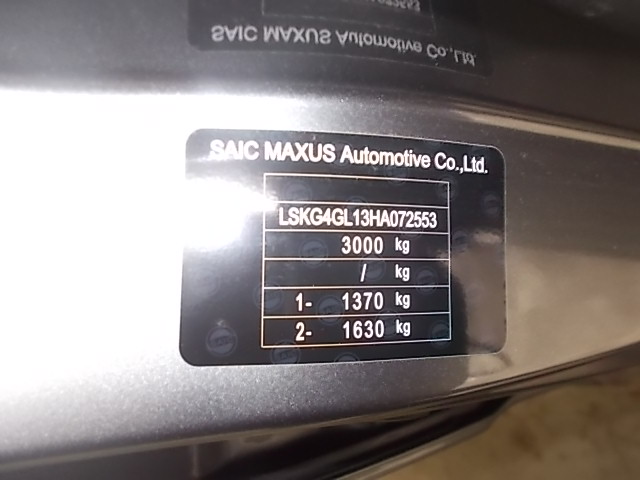 SAIC MAXUS Automotive Co.,Ltd.
SAIC MAXUS Automotive Co.,Ltd.
LSKG4GL13HA072553
3000 kg
/ kg
1- 1370 kg
2- 1630 kg